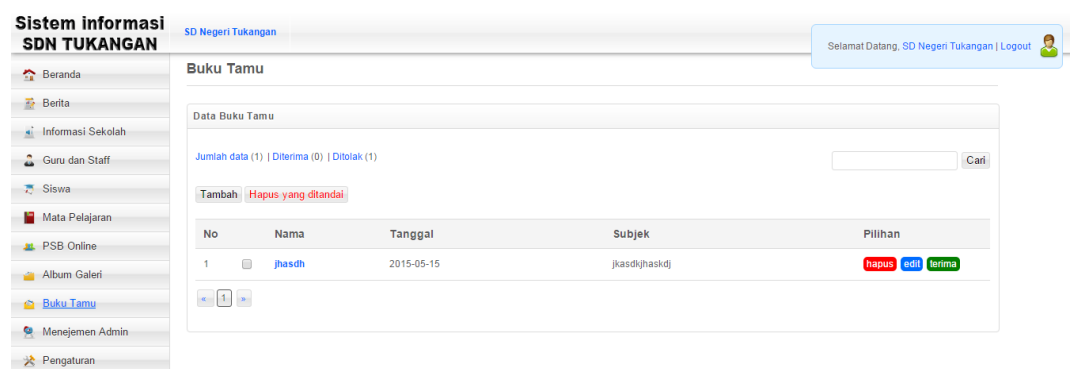 Sistem informasi
SDN TUKANGAN
SD Negeri Tukangan
Selamat Datang, SD Negeri Tukangan | Logout
Beranda
Berita
Informasi Sekolah
Guru dan Staff
Siswa
Mata Pelajaran
PSB Online
Album Galeri
Buku Tamu
Menejemen Admin
Pengaturan
Buku Tamu
Data Buku Tamu
Jumlah data (1) | Diterima (0) | Ditolak (1)
Cari
Tambah Hapus yang ditandai
No Nama Tanggal Subjek Pilihan
1 jhasdh 2015-05-15 jkasdkjhaskdj hapus edit terima
« 1 »